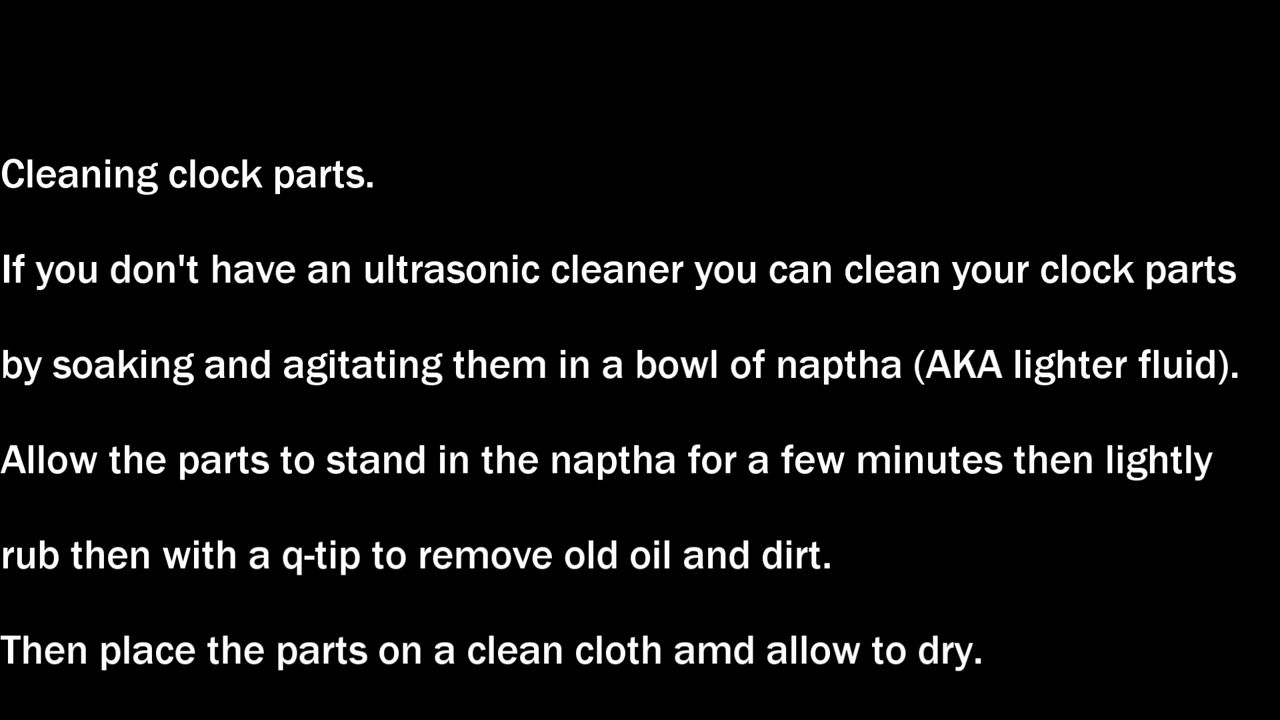 Cleaning clock parts.
If you don't have an ultrasonic cleaner you can clean your clock parts
by soaking and agitating them in a bowl of naptha (AKA lighter fluid).
Allow the parts to stand in the naptha for a few minutes then lightly
rub then with a q-tip to remove old oil and dirt.
Then place the parts on a clean cloth amd allow to dry.